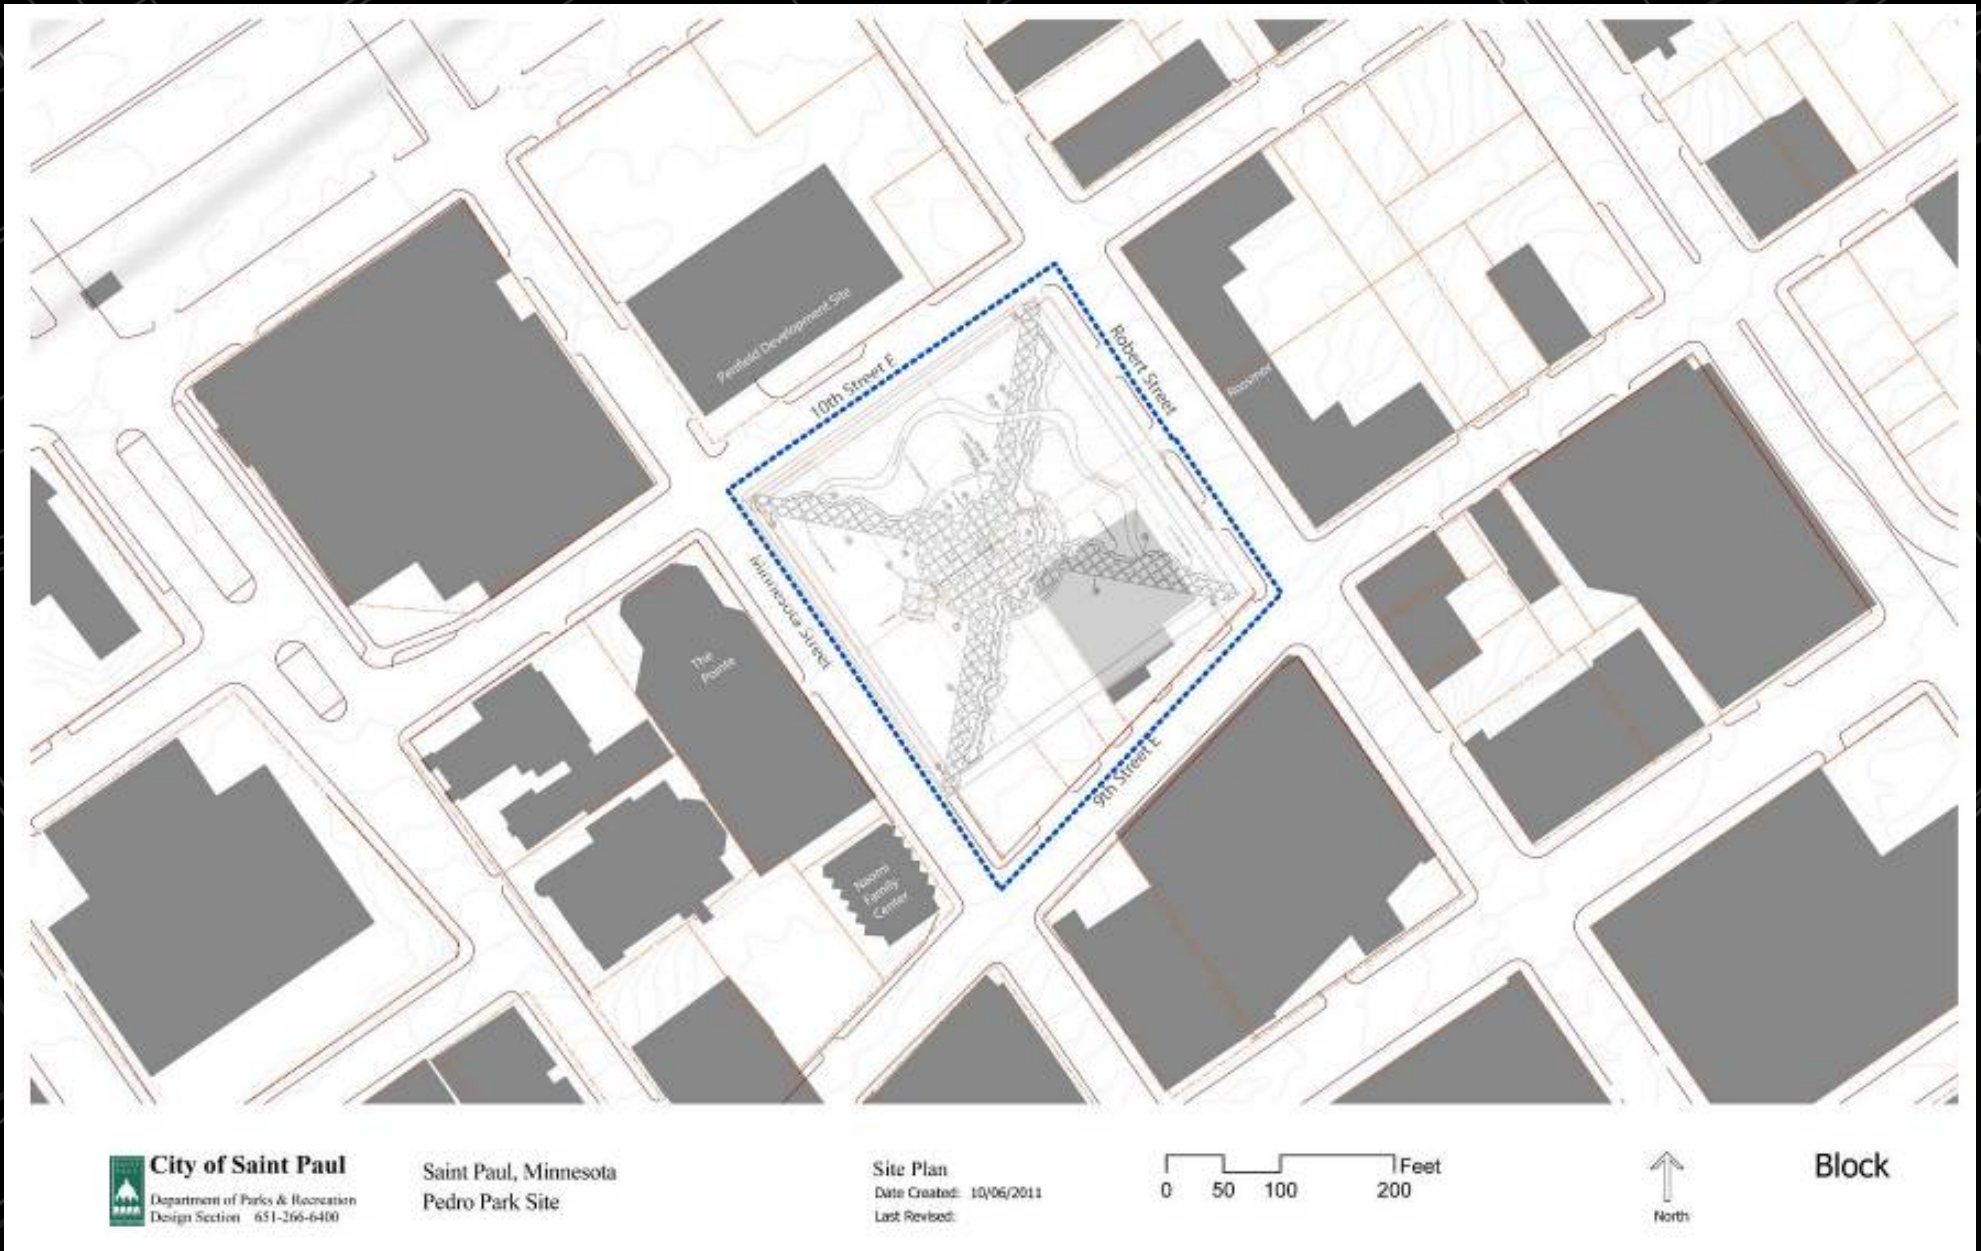 Penfield Development Site
10th Street E
Robert Street
Rossmor
Minnesota Street
The
Pointe
9th Street E
Naomi
Family
Center
City of Saint Paul
Department of Parks & Recreation
Design Section 651-266-6400
Saint Paul, Minnesota
Pedro Park Site
Site Plan
Date Created: 10/06/2011
Last Revised:
Feet
0 50 100 200
North
Block